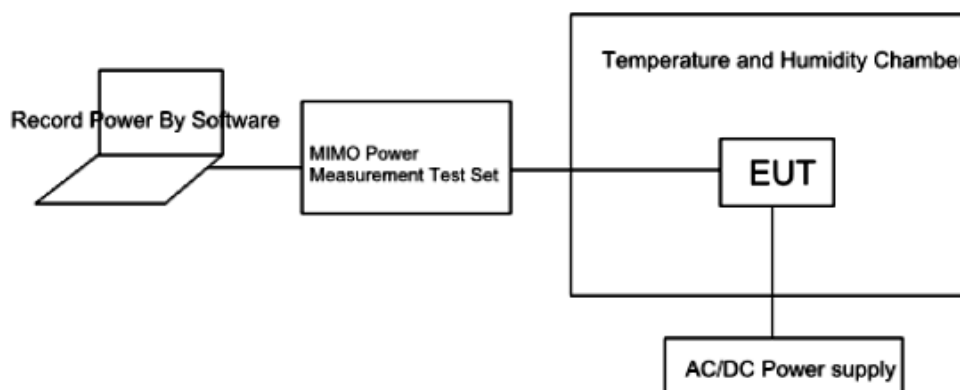 Temperature and Humidity Chamber
Record Power By Software
MIMO Power
Measurement Test Set
EUT
AC/DC Power supply